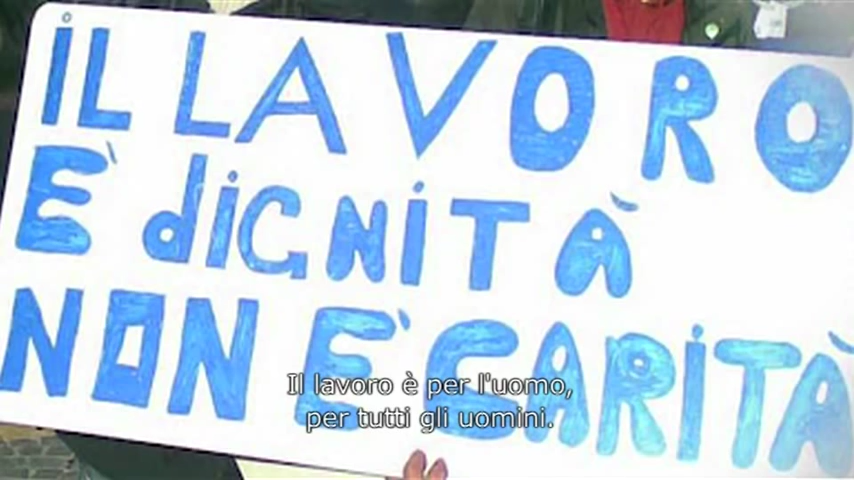 IL LAVORO
È dIGNITÀ
NON È CARITÀ
Il lavoro è per l'uomo,
per tutti gli uomini.